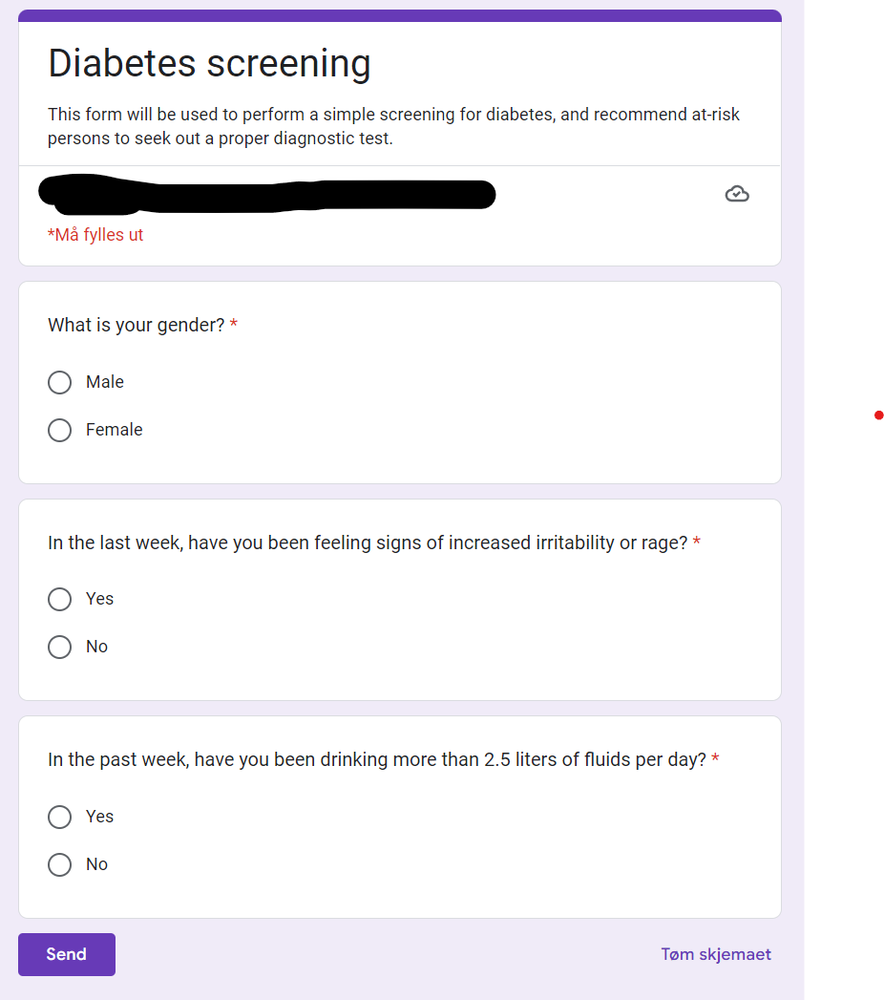 Diabetes screening
This form will be used to perform a simple screening for diabetes, and recommend at-risk
persons to seek out a proper diagnostic test.
*Må fylles ut
What is your gender? *
Male
Female
In the last week, have you been feeling signs of increased irritability or rage? *
Yes
No
In the past week, have you been drinking more than 2.5 liters of fluids per day? *
Yes
No
Send
Tøm skjemaet